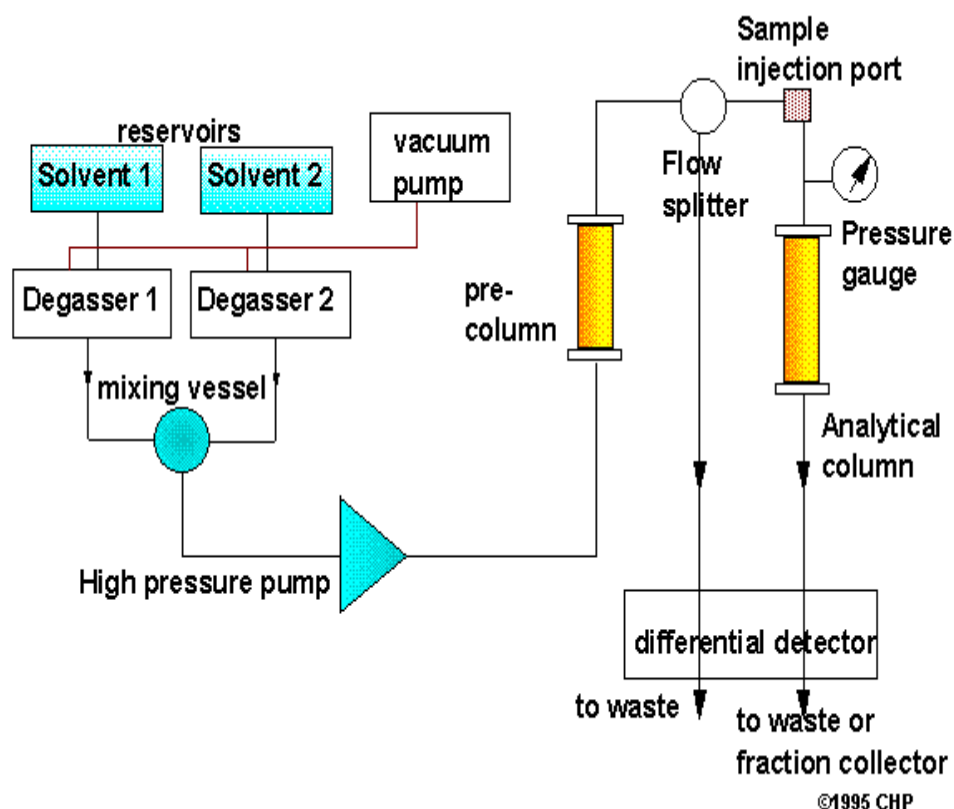 Sample
injection port
reservoirs
Solvent 1
Solvent 2
vacuum
pump
Flow
splitter
Degasser 1
Degasser 2
Pressure
gauge
pre-
column
mixing vessel
Analytical
column
High pressure pump
differential detector
to waste
to waste or
fraction collector
©1995 CHP